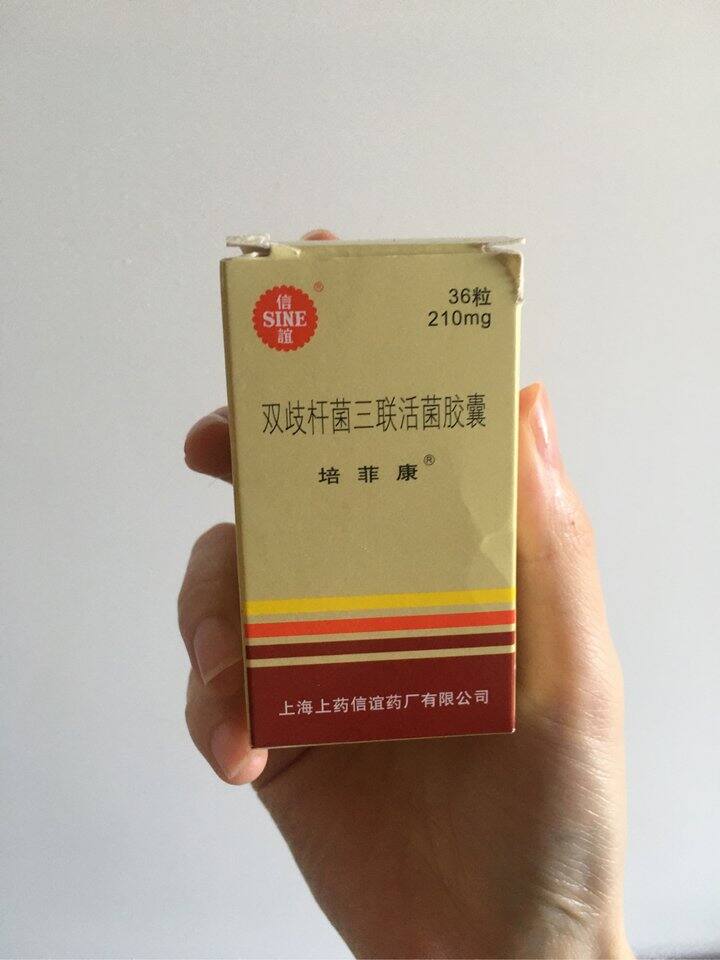 信
SINE
誼
®
36粒
210mg
双歧杆菌三联活菌胶囊
培菲康®
上海上药信谊药厂有限公司